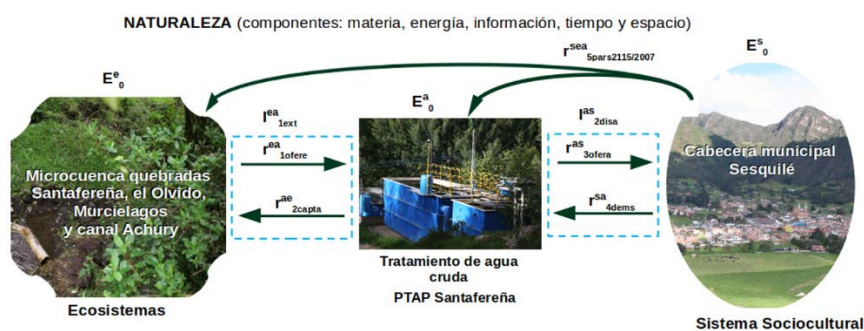 NATURALEZA (componentes: materia, energía, información, tiempo y espacio)
r^sea_5pars2115/2007
E^s_0
E^e_0
E^a_0
I^ea_1ext
I^as_2disa
r^ea_1ofere
r^as_3ofera
r^ae_2capta
r^sa_4dems
Microcuenca quebradas
Santafereña, el Olvido,
Murcielagos
y canal Achury
Cabecera municipal
Sesquilé
Tratamiento de agua
cruda
PTAP Santafereña
Ecosistemas
Sistema Sociocultural